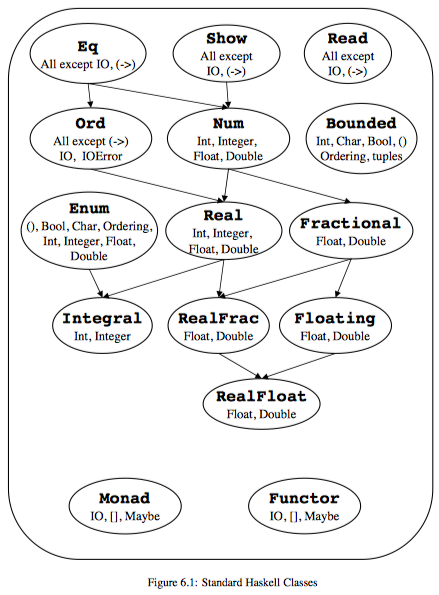 Eq
All except IO, (->)
Show
All except
IO, (->)
Read
All except
IO, (->)
Ord
All except (->)
IO, IOError
Num
Int, Integer,
Float, Double
Bounded
Int, Char, Bool, ()
Ordering, tuples
Enum
(), Bool, Char, Ordering,
Int, Integer, Float,
Double
Real
Int, Integer,
Float, Double
Fractional
Float, Double
Integral
Int, Integer
RealFrac
Float, Double
Floating
Float, Double
RealFloat
Float, Double
Monad
IO, [], Maybe
Functor
IO, [], Maybe
Figure 6.1: Standard Haskell Classes